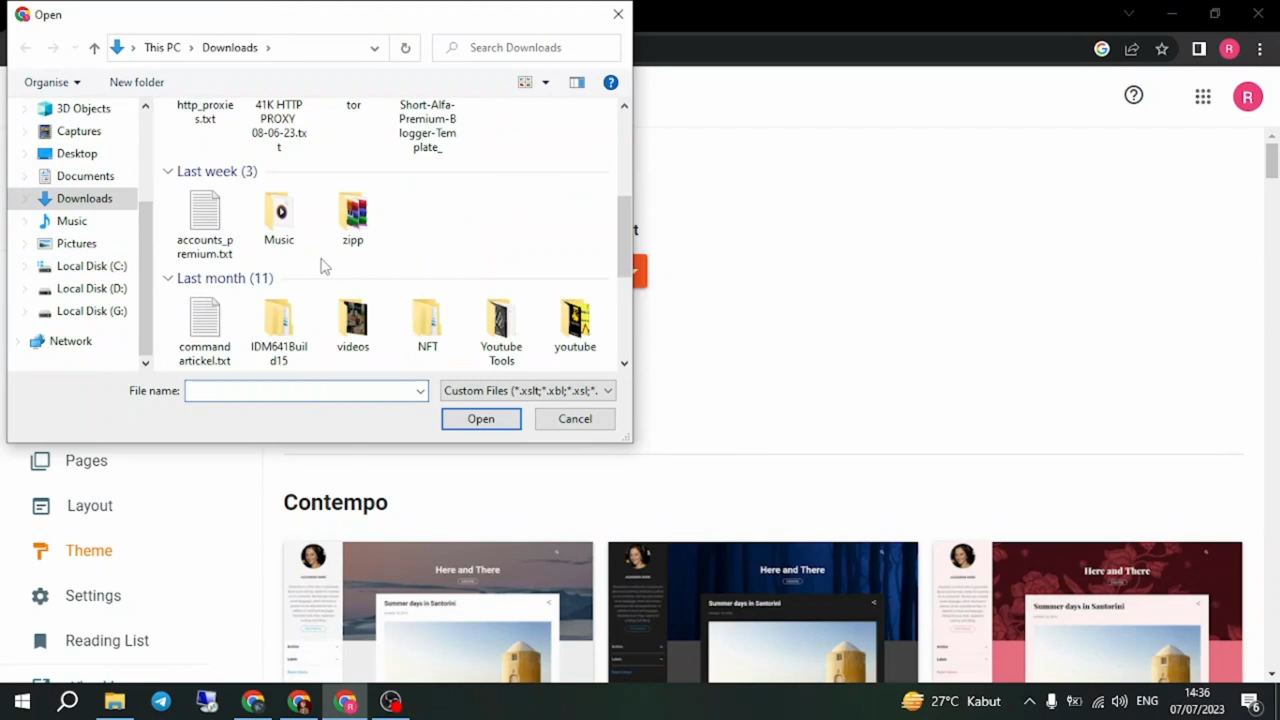 Open
This PC
Downloads
Search Downloads
Organise
New folder
3D Objects
Captures
Desktop
Documents
Downloads
Music
Pictures
Local Disk (C:)
Local Disk (D:)
Local Disk (G:)
Network
http_proxie
s.txt
41K HTTP
PROXY
08-06-23.tx
t
tor
Short-Alfa-
Premium-B
logger-Tem
plate_
Last week (3)
accounts_p
remium.txt
Music
zipp
Last month (11)
command
artickel.txt
IDM641Buil
d15
videos
NFT
Youtube
Tools
youtube
File name:
Custom Files (*.xslt;*.xbl;*.xsl;*.
Open
Cancel
R
R
t
Pages
Layout
Theme
Settings
Reading List
Contempo
Here and There
Summer days in Santorini
Here and There
Summer days in Santorini
Here and There
Summer days in Santorini
R
27°C Kabut
ENG
14:36
07/07/2023
6